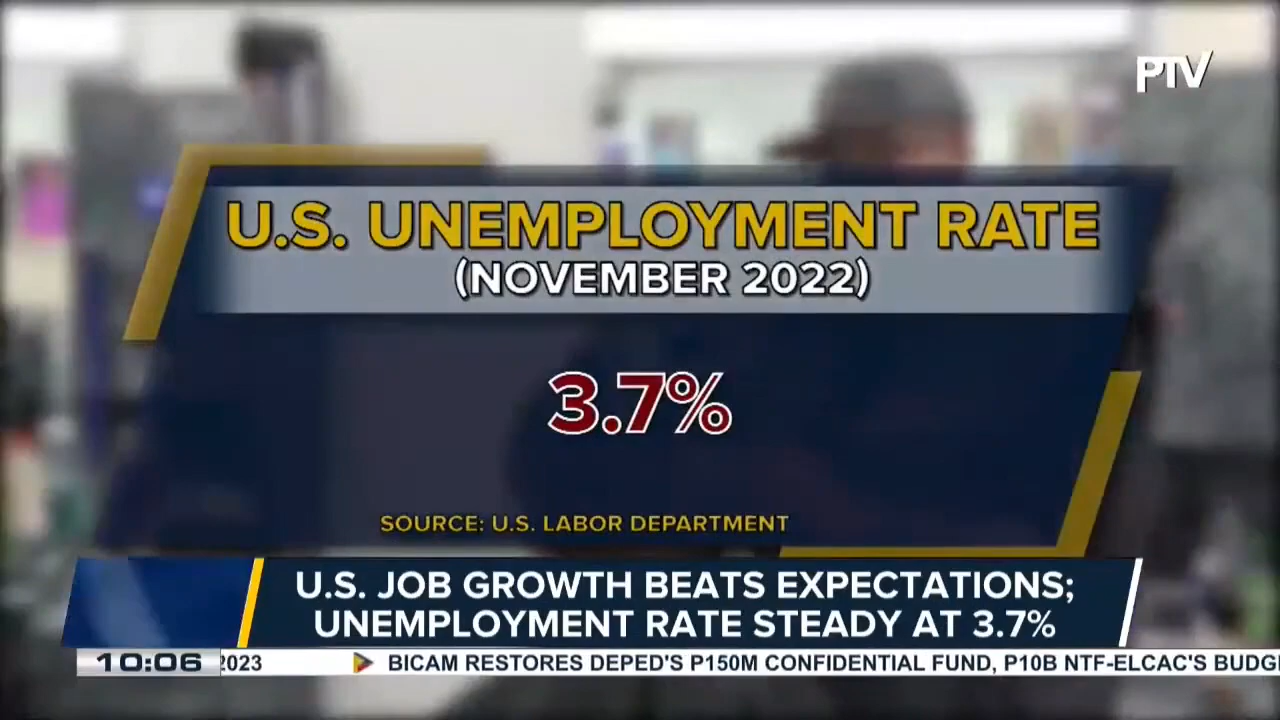 PTV
U.S. UNEMPLOYMENT RATE
(NOVEMBER 2022)
3.7%
SOURCE: U.S. LABOR DEPARTMENT
U.S. JOB GROWTH BEATS EXPECTATIONS;
UNEMPLOYMENT RATE STEADY AT 3.7%
10:06 2023 BICAM RESTORES DEPED'S P150M CONFIDENTIAL FUND, P10B NTF-ELCAC'S BUDGE